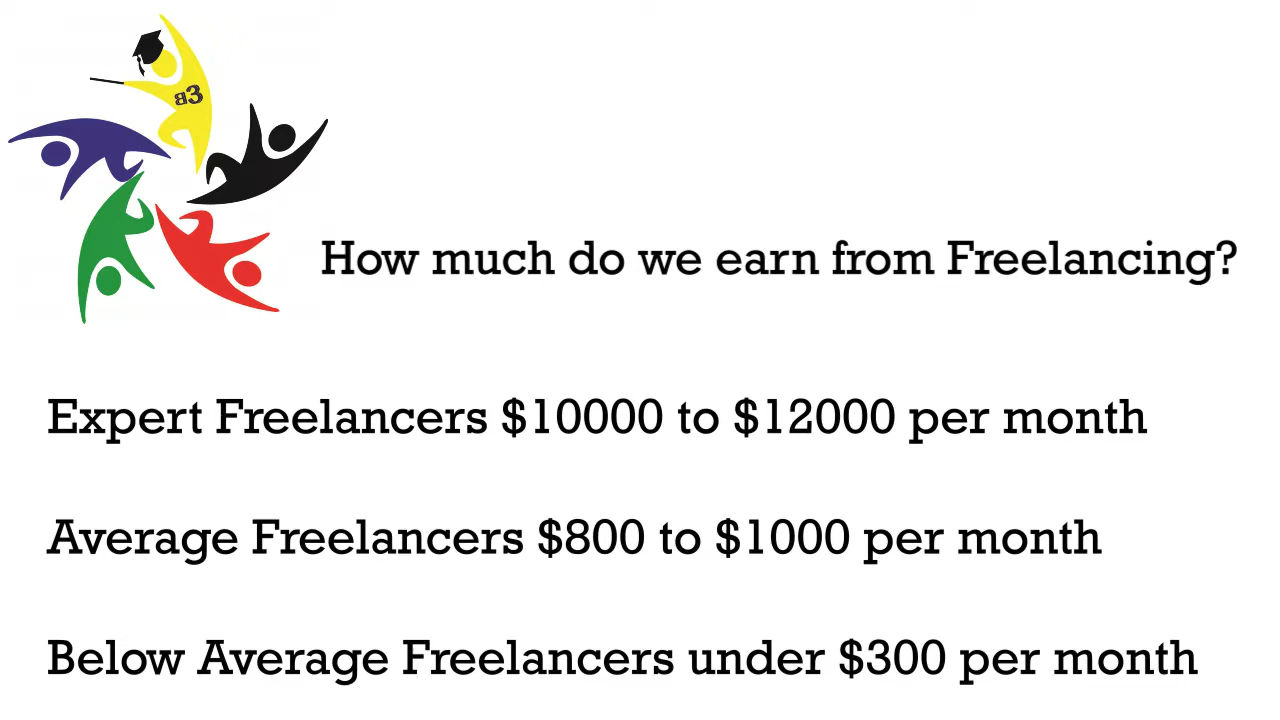 B3
How much do we earn from Freelancing?
Expert Freelancers $10000 to $12000 per month
Average Freelancers $800 to $1000 per month
Below Average Freelancers under $300 per month